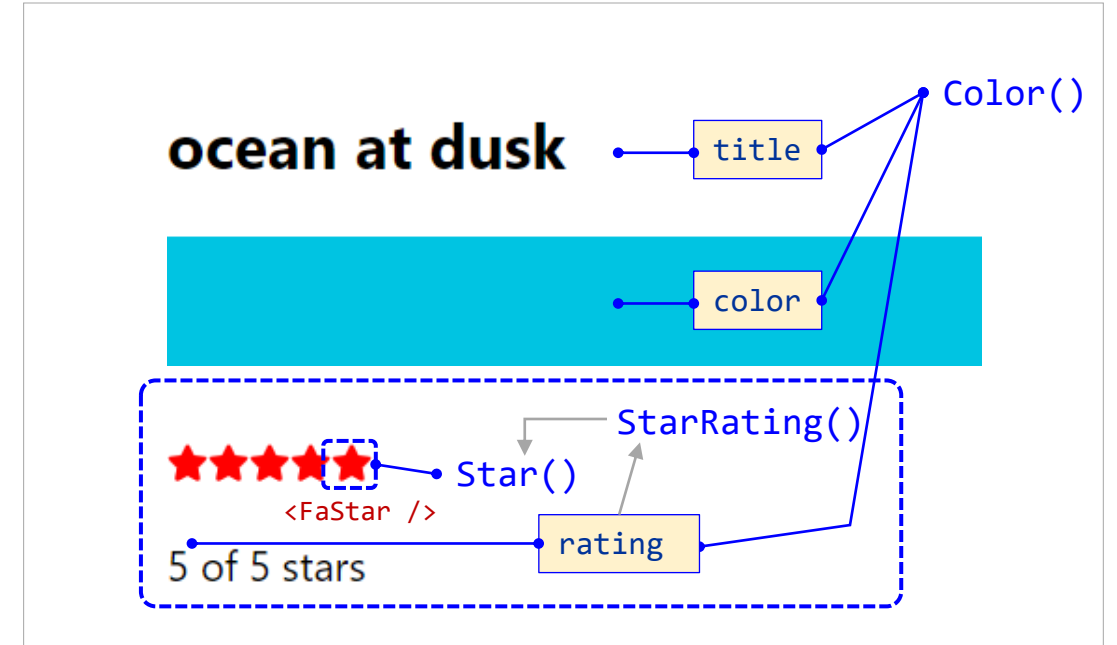 Color()
ocean at dusk
title
color
StarRating()
Star()
<FaStar />
rating
5 of 5 stars